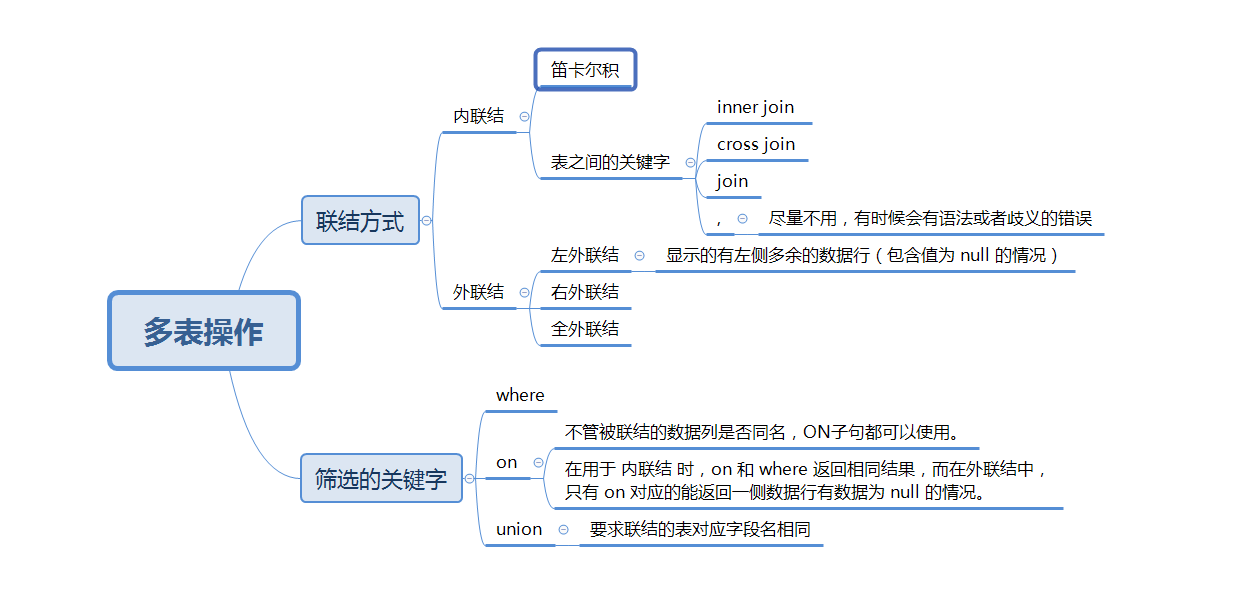 多表操作
联结方式
内联结
笛卡尔积
表之间的关键字
inner join
cross join
join
,
尽量不用，有时候会有语法或者歧义的错误
外联结
左外联结
显示的有左侧多余的数据行（包含值为 null 的情况）
右外联结
全外联结
筛选的关键字
where
on
不管被联结的数据列是否同名，ON子句都可以使用。
在用于 内联结 时，on 和 where 返回相同结果，而在外联结中，
只有 on 对应的能返回一侧数据行有数据为 null 的情况。
union
要求联结的表对应字段名相同